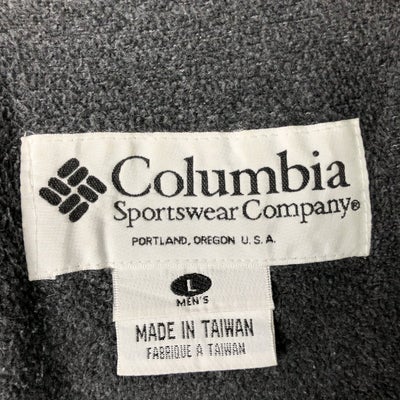 Columbia
Sportswear Company®
PORTLAND, OREGON U.S.A.
L
MEN'S
MADE IN TAIWAN
FABRIQUE A TAIWAN